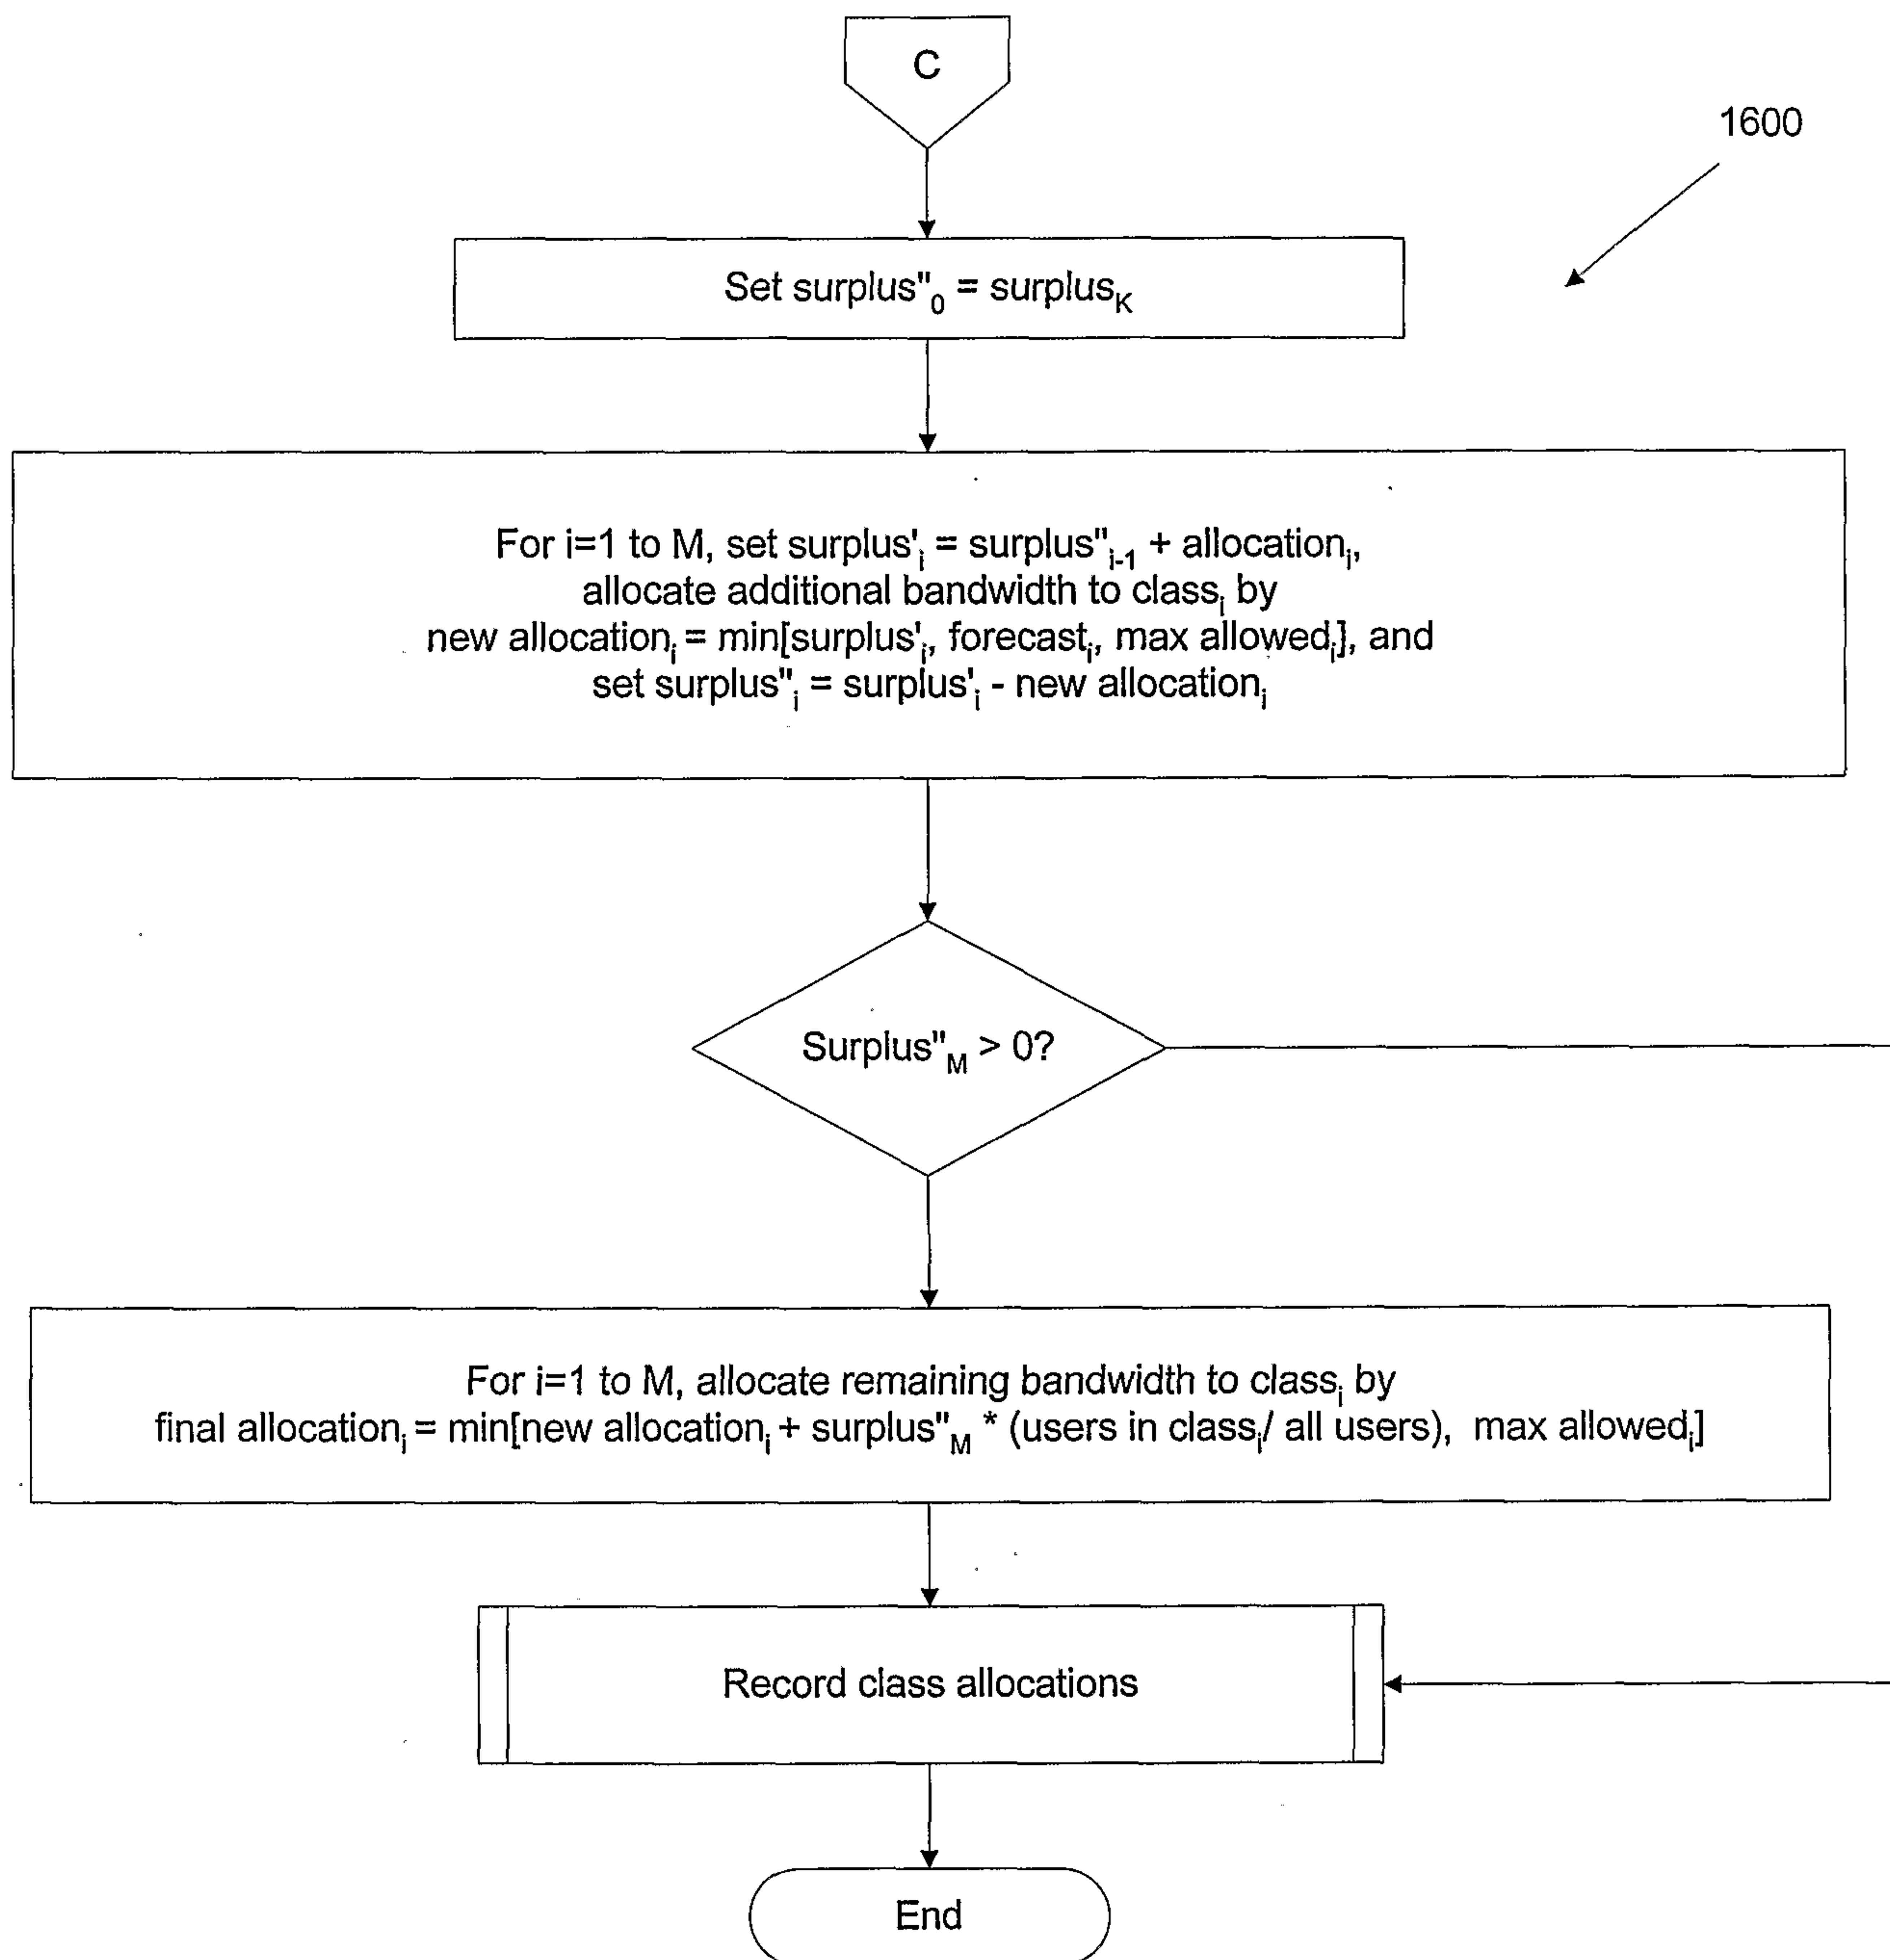 C
1600
Set surplus"₀ = surplus_K
For i=1 to M, set surplus'ᵢ = surplus"ᵢ₋₁ + allocationᵢ,
allocate additional bandwidth to classᵢ by
new allocationᵢ = min[surplus'ᵢ, forecastᵢ, max allowedᵢ], and
set surplus"ᵢ = surplus'ᵢ - new allocationᵢ
Surplus"_M > 0?
For i=1 to M, allocate remaining bandwidth to classᵢ by
final allocationᵢ = min[new allocationᵢ + surplus"_M * (users in classᵢ/ all users), max allowedᵢ]
Record class allocations
End